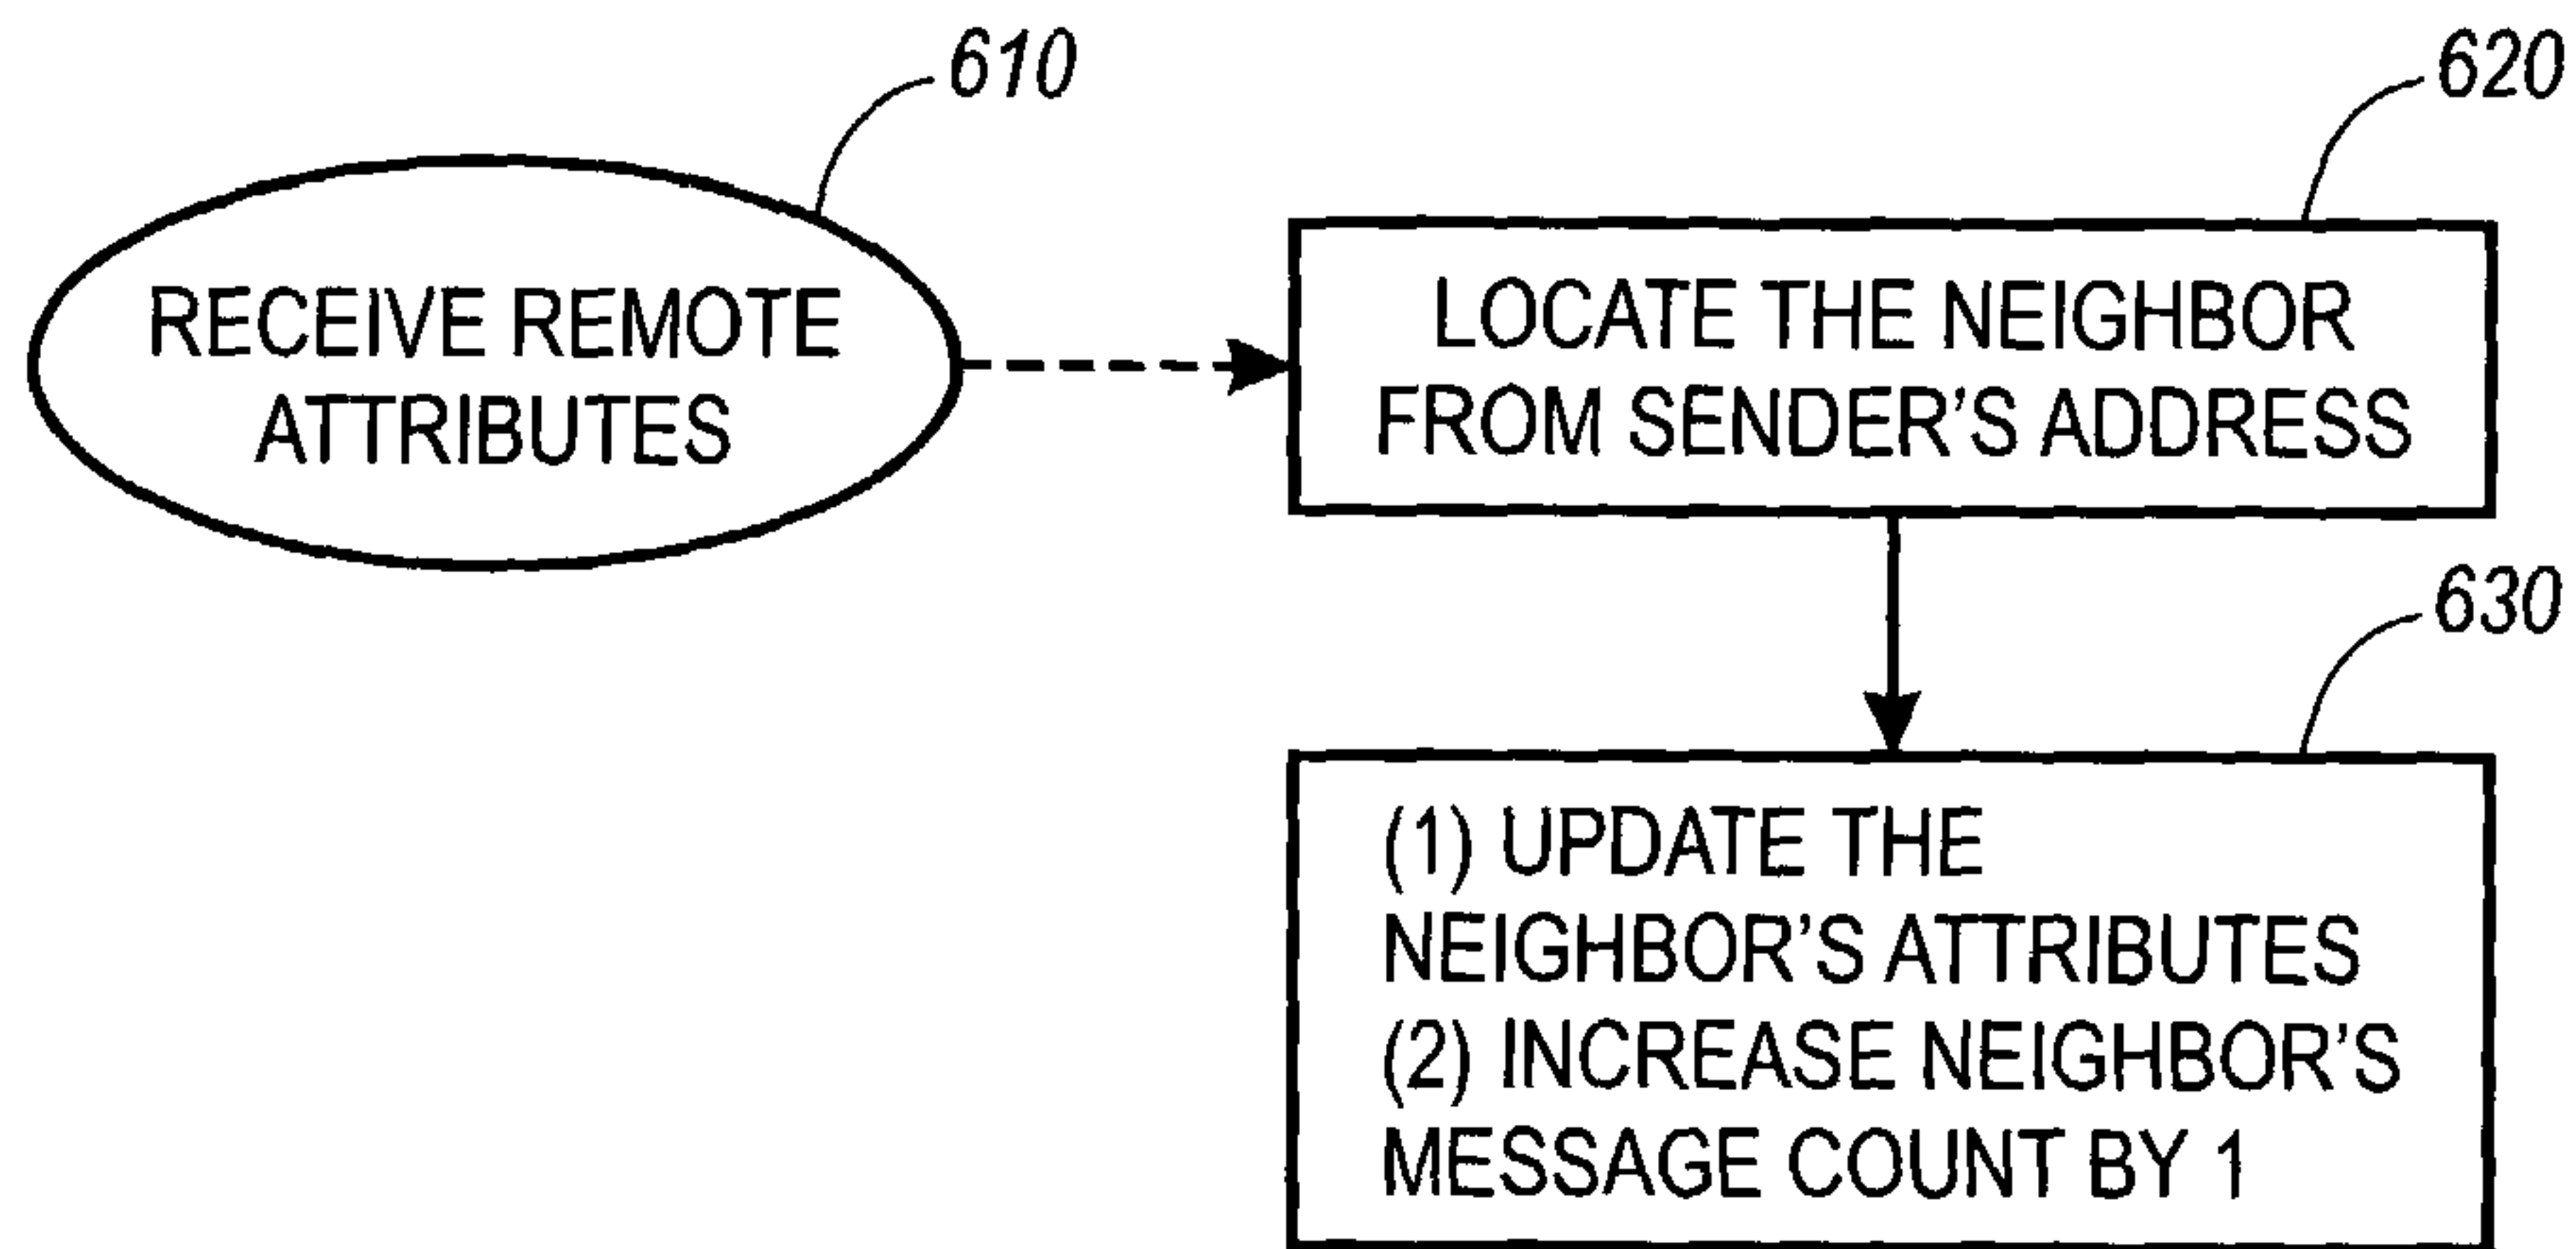 610
RECEIVE REMOTE
ATTRIBUTES
620
LOCATE THE NEIGHBOR
FROM SENDER'S ADDRESS
630
(1) UPDATE THE
NEIGHBOR'S ATTRIBUTES
(2) INCREASE NEIGHBOR'S
MESSAGE COUNT BY 1